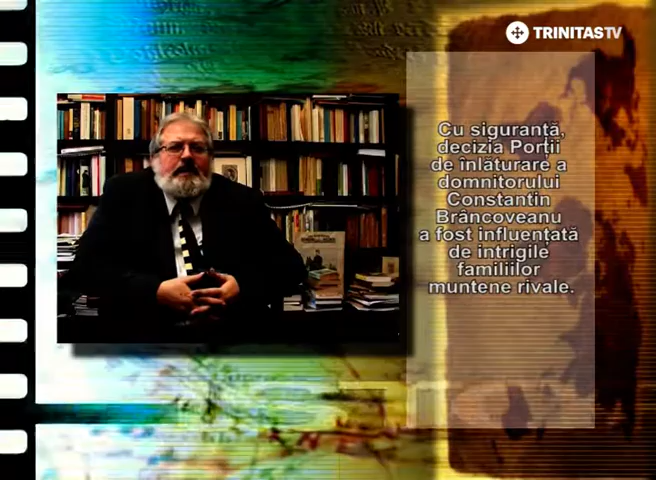 TRINITAS TV
Cu siguranță,
decizia Porții
de înlăturare a
domnitorului
Constantin
Brâncoveanu
a fost influențată
de intrigile
familiilor
muntene rivale.